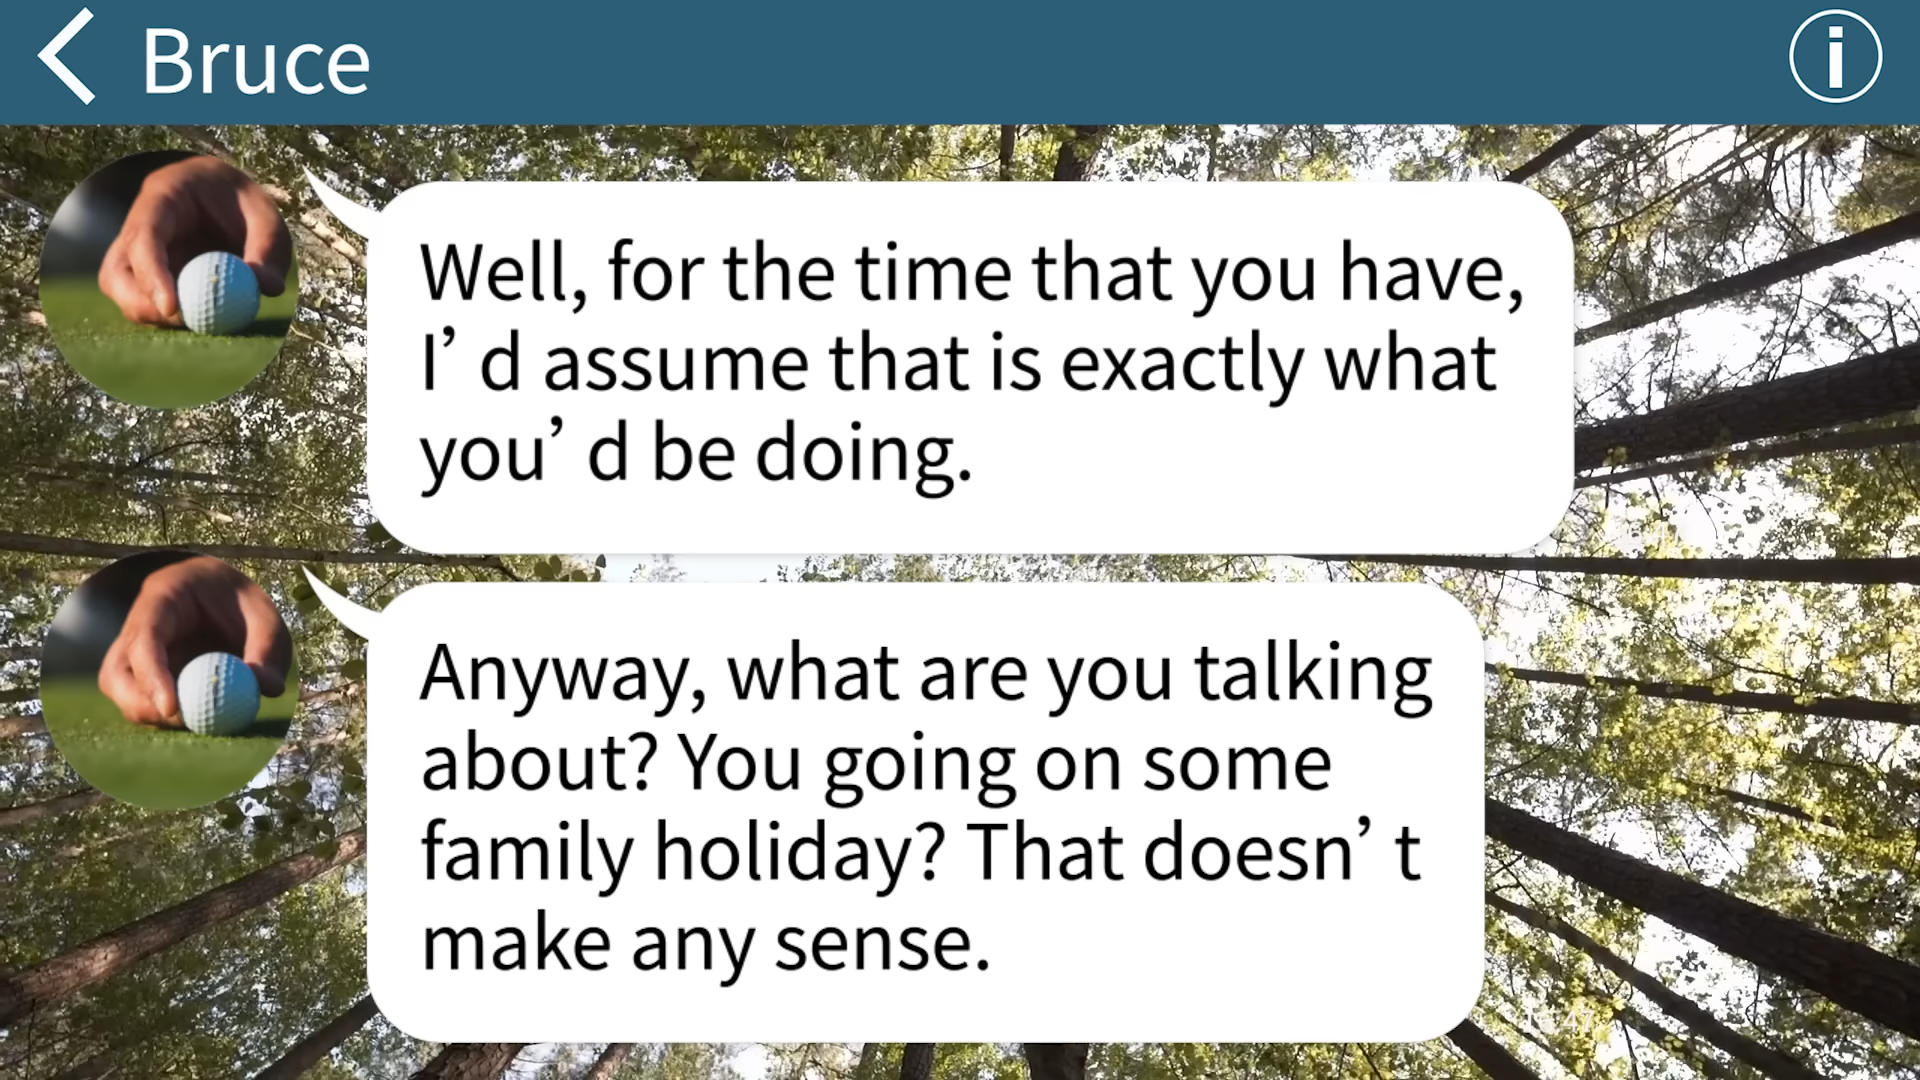 Bruce
Well, for the time that you have,
I’d assume that is exactly what
you’d be doing.
Anyway, what are you talking
about? You going on some
family holiday? That doesn’t
make any sense.